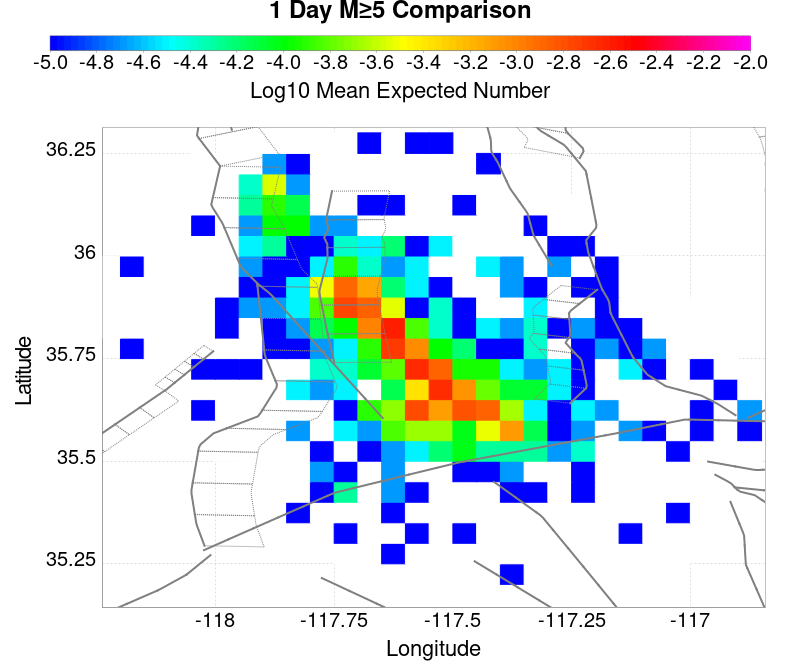 1 Day M≥5 Comparison
-5.0 -4.8 -4.6 -4.4 -4.2 -4.0 -3.8 -3.6 -3.4 -3.2 -3.0 -2.8 -2.6 -2.4 -2.2 -2.0
Log10 Mean Expected Number
36.25
36
35.75
35.5
35.25
Latitude
-118 -117.75 -117.5 -117.25 -117
Longitude